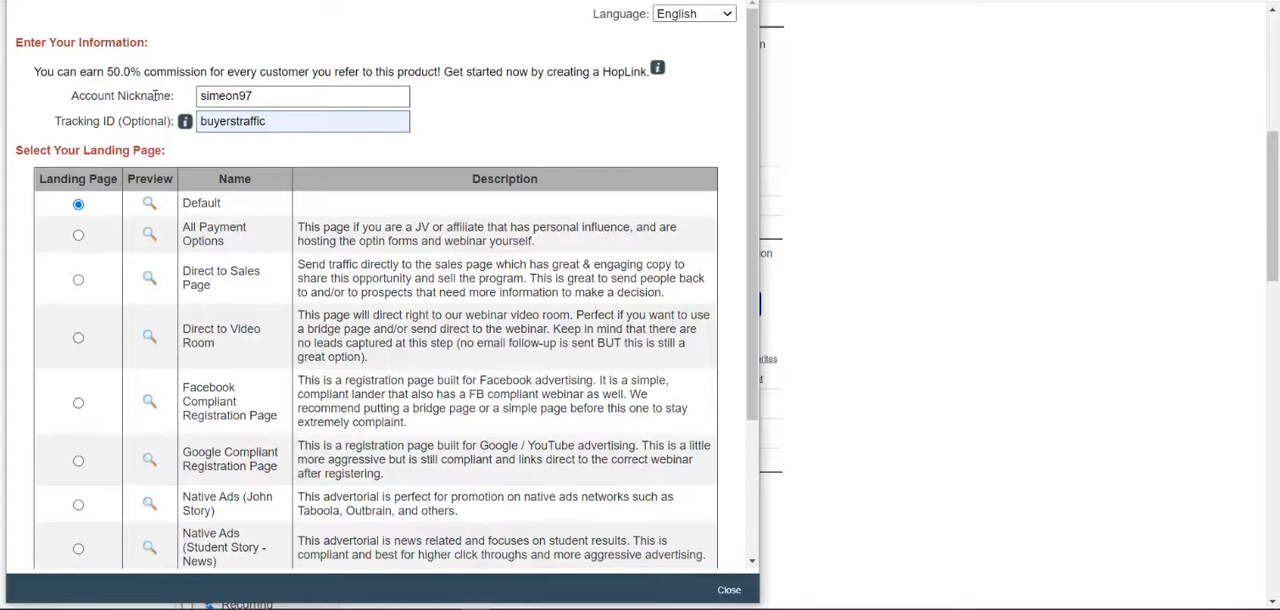 Language: English
Enter Your Information:
You can earn 50.0% commission for every customer you refer to this product! Get started now by creating a HopLink.
Account Nickname: simeon97
Tracking ID (Optional): buyerstraffic
Select Your Landing Page:
Landing Page Preview Name Description
Default
All Payment
Options
This page if you are a JV or affiliate that has personal influence, and are
hosting the optin forms and webinar yourself.
Direct to Sales
Page
Send traffic directly to the sales page which has great & engaging copy to
share this opportunity and sell the program. This is great to send people back
to and/or to prospects that need more information to make a decision.
Direct to Video
Room
This page will direct right to our webinar video room. Perfect if you want to use
a bridge page and/or send direct to the webinar. Keep in mind that there are
no leads captured at this step (no email follow-up is sent BUT this is still a
great option).
Facebook
Compliant
Registration Page
This is a registration page built for Facebook advertising. It is a simple,
compliant lander that also has a FB compliant webinar as well. We
recommend putting a bridge page or a simple page before this one to stay
extremely complaint.
Google Compliant
Registration Page
This is a registration page built for Google / YouTube advertising. This is a little
more aggressive but is still compliant and links direct to the correct webinar
after registering.
Native Ads (John
Story)
This advertorial is perfect for promotion on native ads networks such as
Taboola, Outbrain, and others.
Native Ads
(Student Story -
News)
This advertorial is news related and focuses on student results. This is
compliant and best for higher click throughs and more aggressive advertising.
Close
Recurring